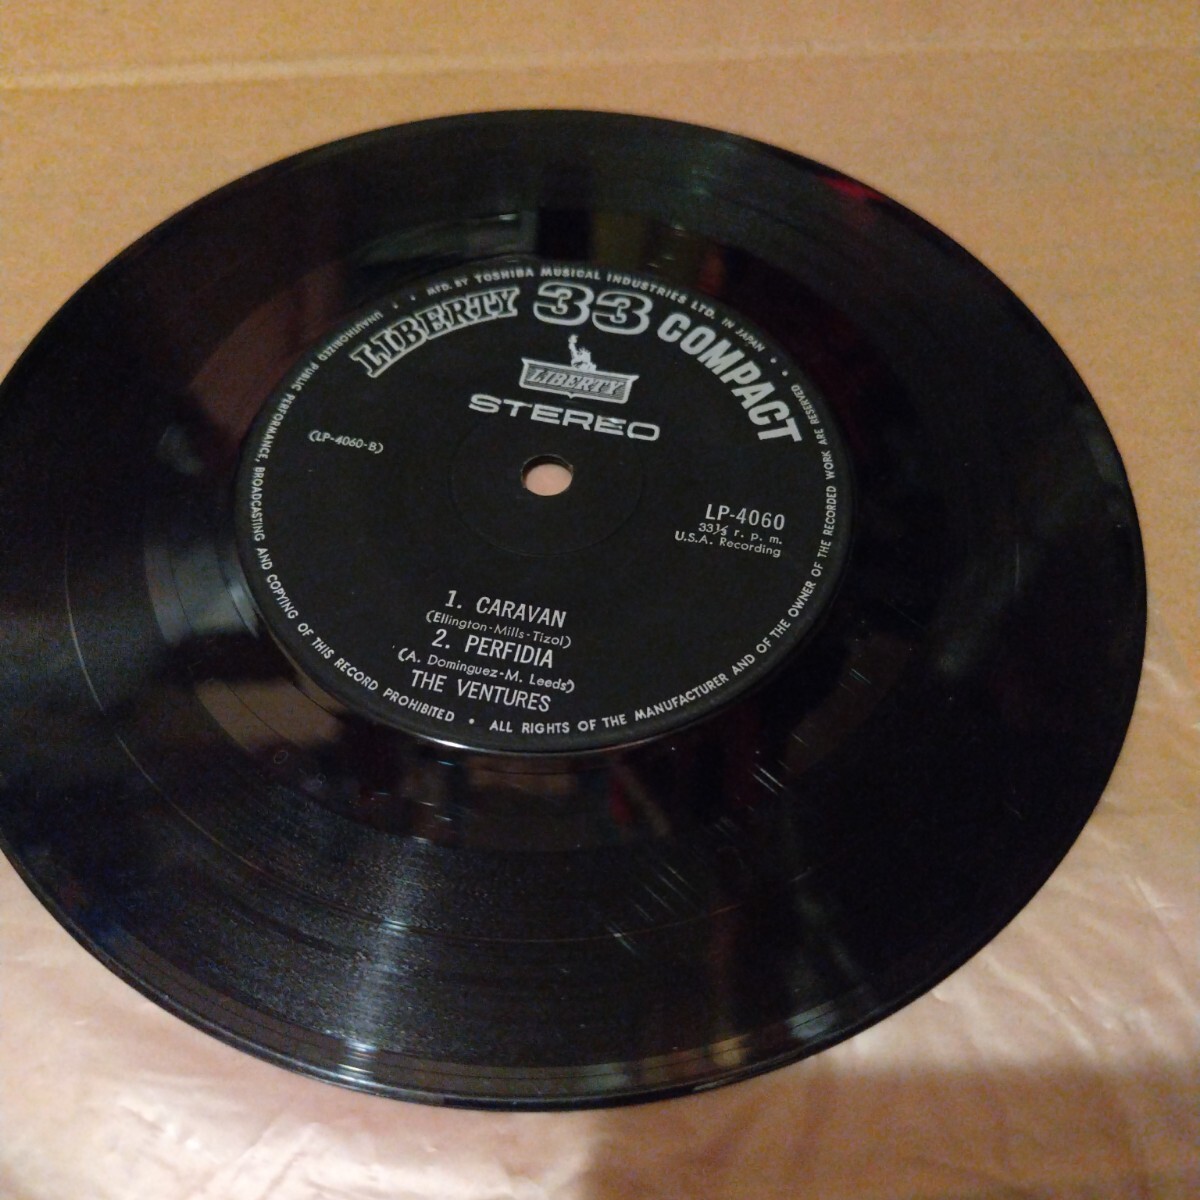 MFD. BY TOSHIBA MUSICAL INDUSTRIES LTD. IN JAPAN
LIBERTY 33 COMPACT
LIBERTY
STEREO
(LP-4060-B)
LP-4060
33⅓ r. p. m.
U.S.A. Recording
1. CARAVAN
(Ellington-Mills-Tizol)
2. PERFIDIA
(A. Dominguez-M. Leeds)
THE VENTURES
UNAUTHORIZED PUBLIC PERFORMANCE, BROADCASTING AND COPYING OF THIS RECORD PROHIBITED • ALL RIGHTS OF THE MANUFACTURER AND OF THE OWNER OF THE RECORDED WORK ARE RESERVED